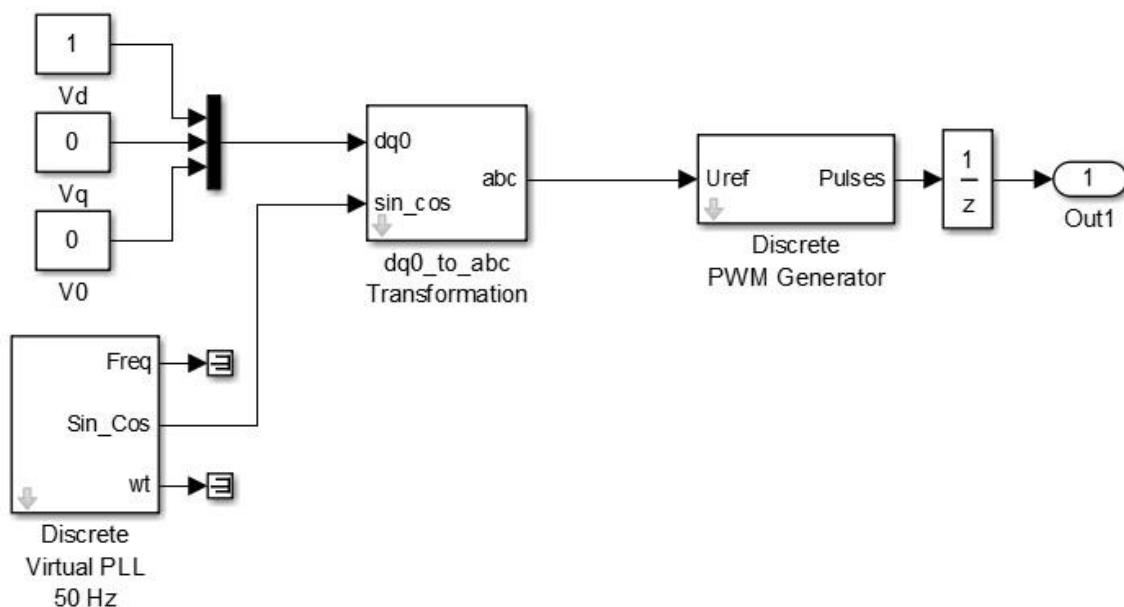 1
Vd
0
Vq
0
V0
dq0
sin_cos
abc
dq0_to_abc
Transformation
Uref
Pulses
Discrete
PWM Generator
1
z
1
Out1
Freq
Sin_Cos
wt
Discrete
Virtual PLL
50 Hz